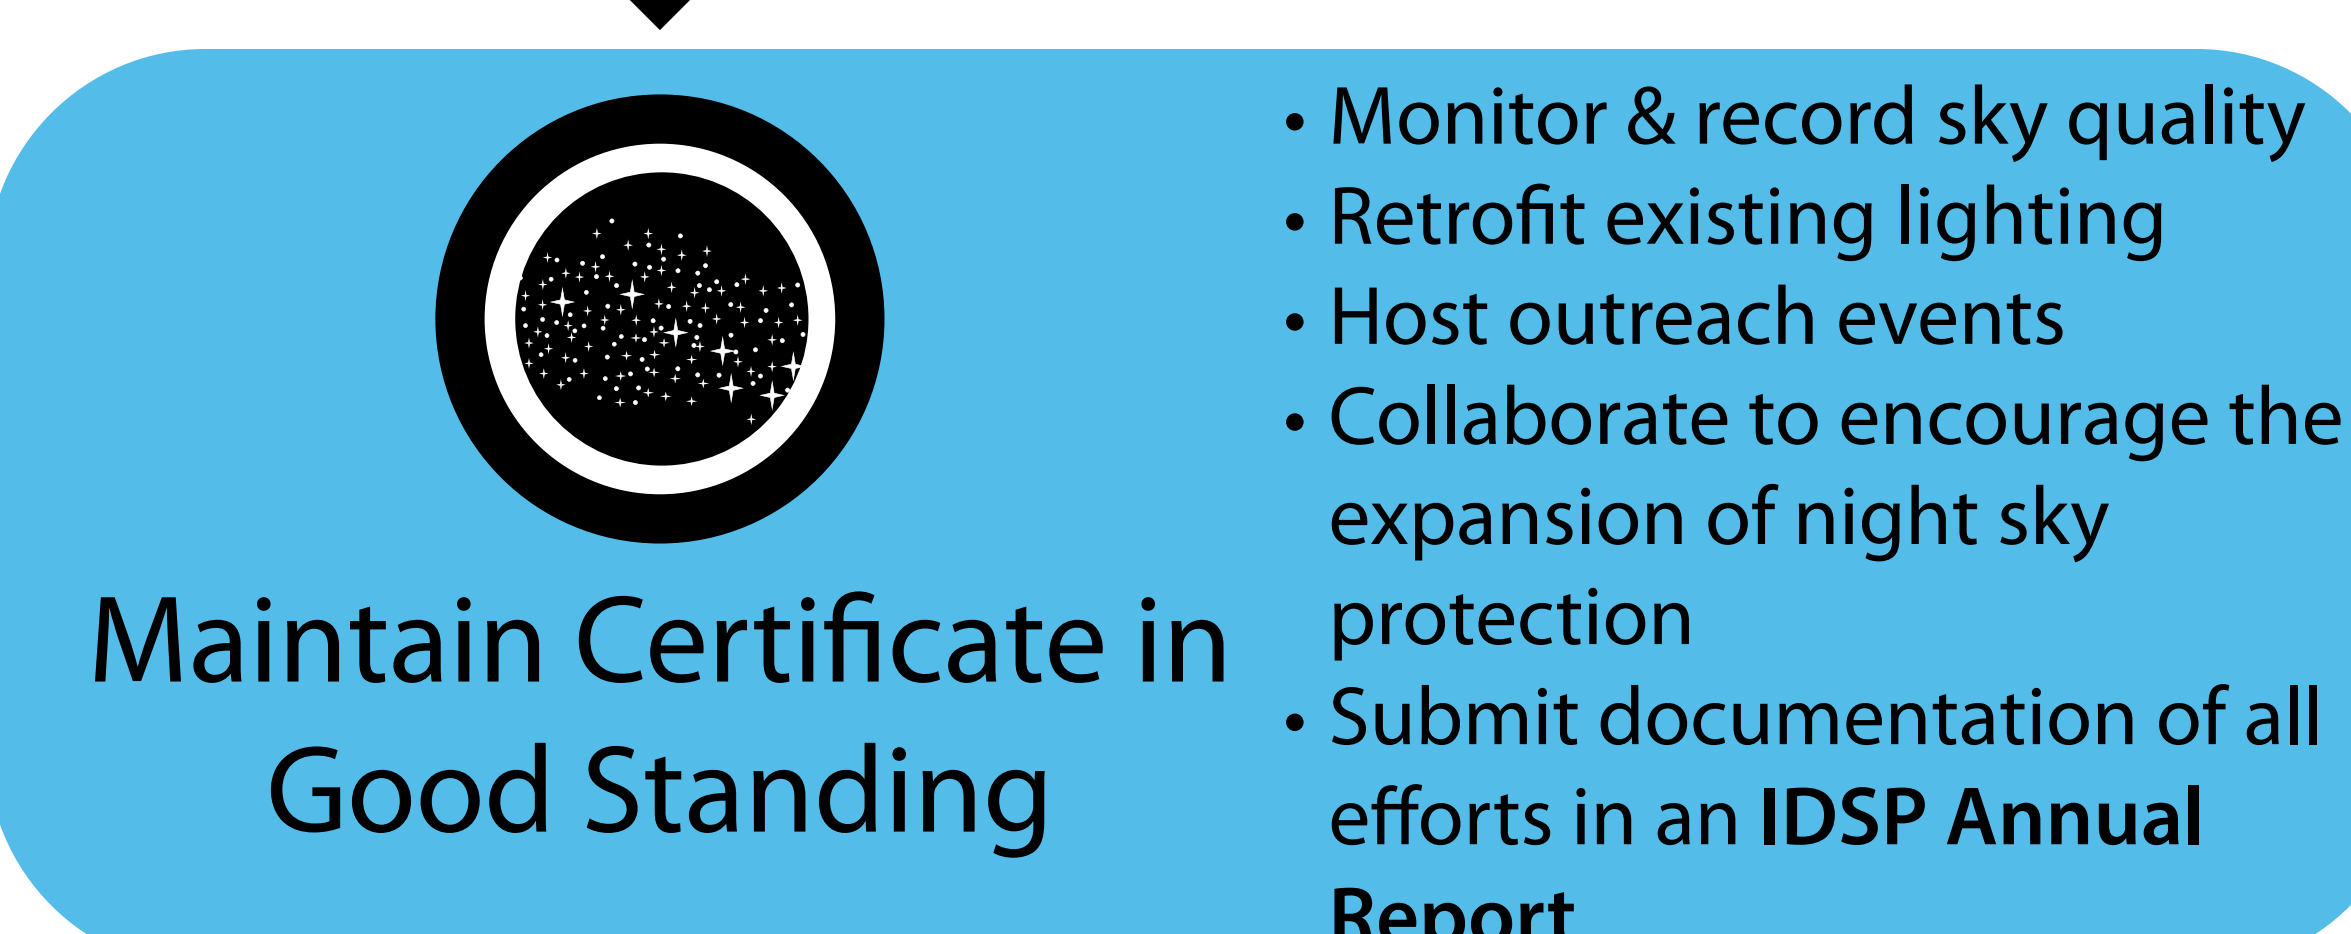 Maintain Certificate in
Good Standing
• Monitor & record sky quality
• Retrofit existing lighting
• Host outreach events
• Collaborate to encourage the
expansion of night sky
protection
• Submit documentation of all
efforts in an IDSP Annual
Report